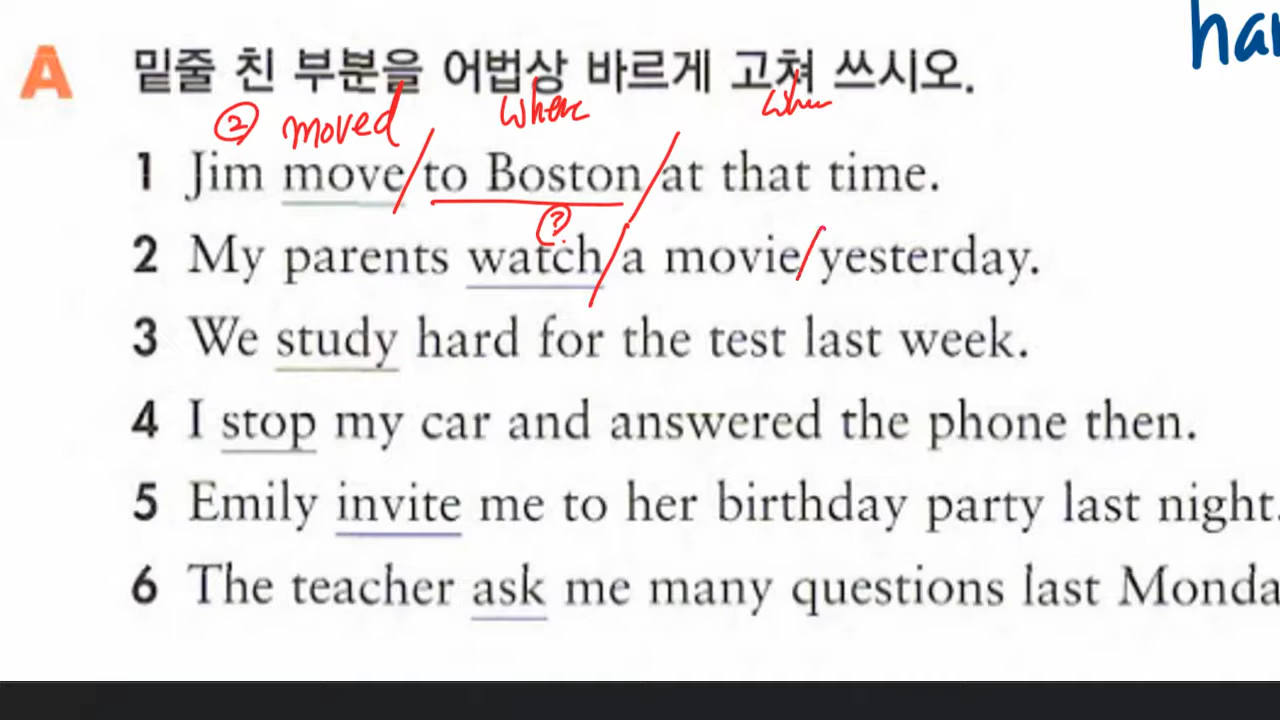 har
A 밑줄 친 부분을 어법상 바르게 고쳐 쓰시오.
② moved where when
1 Jim move / to Boston / at that time.
?
2 My parents watch / a movie / yesterday.
3 We study hard for the test last week.
4 I stop my car and answered the phone then.
5 Emily invite me to her birthday party last night.
6 The teacher ask me many questions last Monda